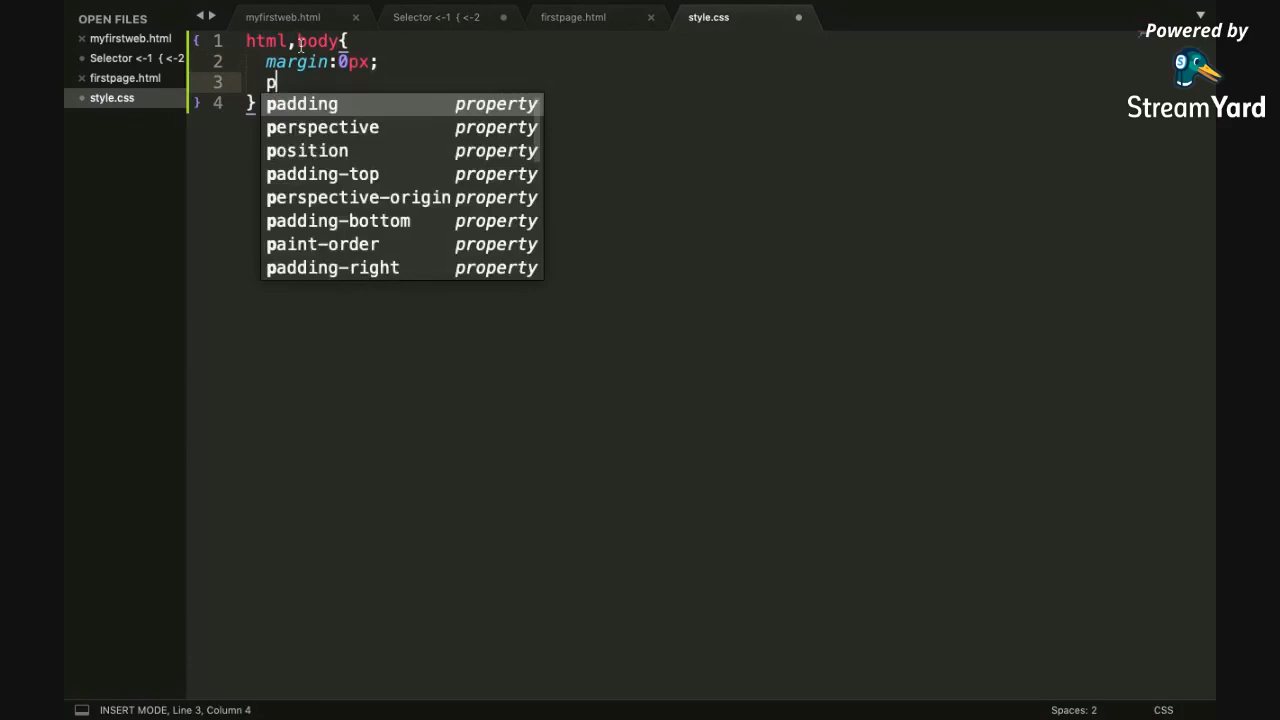 OPEN FILES
myfirstweb.html
Selector <-1 { <-2
firstpage.html
style.css
myfirstweb.html
Selector <-1 { <-2
firstpage.html
style.css
1 html,body{
2 margin:0px;
3 p
4 }
padding property
perspective property
position property
padding-top property
perspective-origin property
padding-bottom property
paint-order property
padding-right property
Powered by
StreamYard
INSERT MODE, Line 3, Column 4
Spaces: 2
CSS